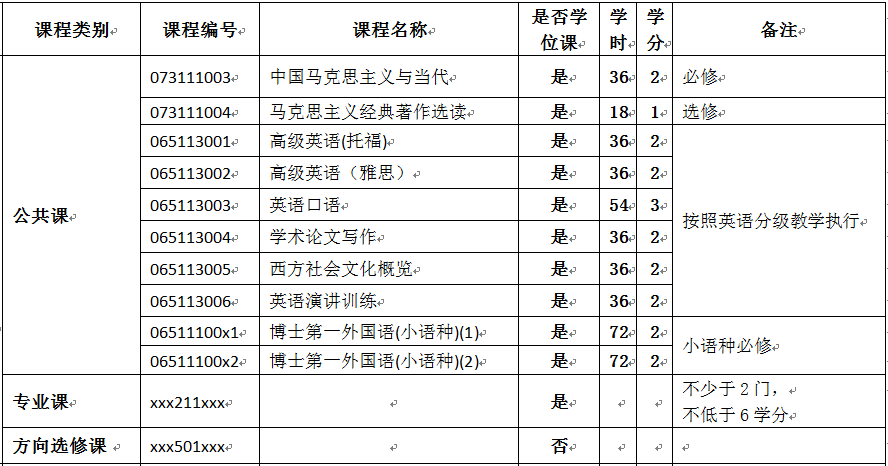 课程类别 课程编号 课程名称 是否学位课 学时 学分 备注
公共课 073111003 中国马克思主义与当代 是 36 2 必修
073111004 马克思主义经典著作选读 是 18 1 选修
065113001 高级英语(托福) 是 36 2 按照英语分级教学执行
065113002 高级英语（雅思） 是 36 2
065113003 英语口语 是 54 3
065113004 学术论文写作 是 36 2
065113005 西方社会文化概览 是 36 2
065113006 英语演讲训练 是 36 2
06511100x1 博士第一外国语(小语种)(1) 是 72 2 小语种必修
06511100x2 博士第一外国语(小语种)(2) 是 72 2
专业课 xxx211xxx 是 不少于 2 门，
不低于 6 学分
方向选修课 xxx501xxx 否